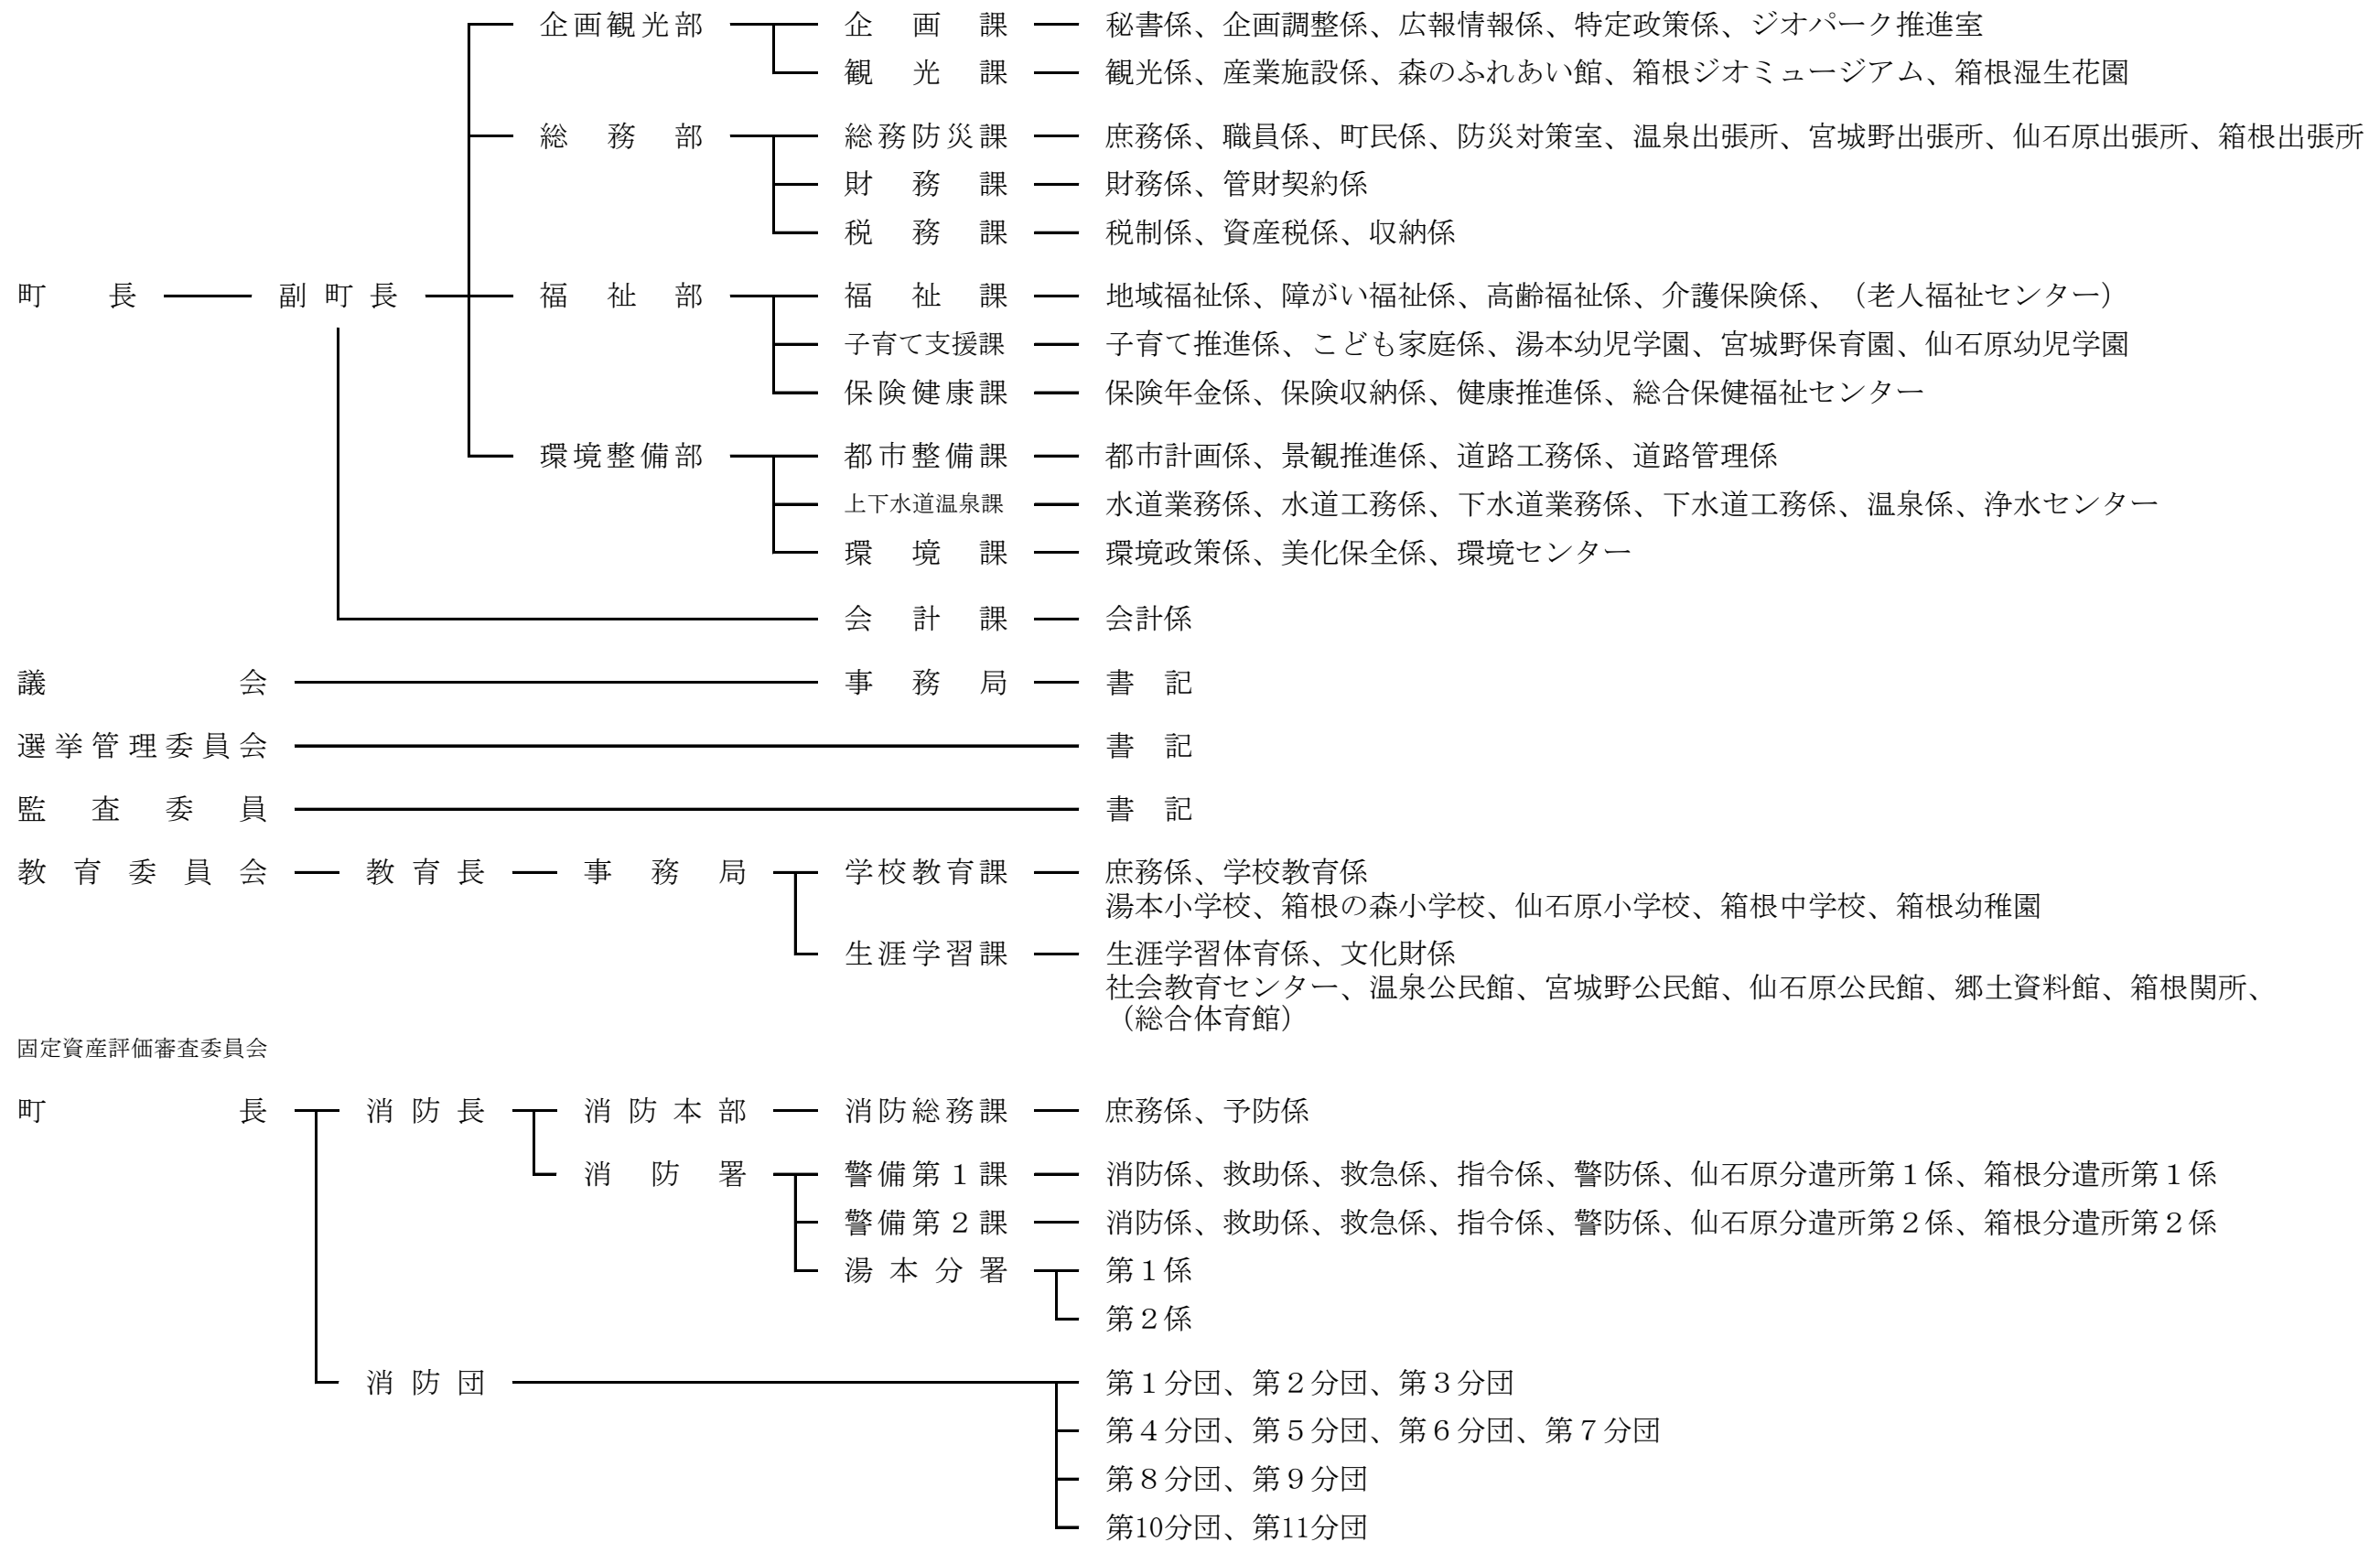 企画観光部 企画課 秘書係、企画調整係、広報情報係、特定政策係、ジオパーク推進室
観光課 観光係、産業施設係、森のふれあい館、箱根ジオミュージアム、箱根湿生花園
総務部 総務防災課 庶務係、職員係、町民係、防災対策室、温泉出張所、宮城野出張所、仙石原出張所、箱根出張所
財務課 財務係、管財契約係
税務課 税制係、資産税係、収納係
町長 副町長 福祉部 福祉課 地域福祉係、障がい福祉係、高齢福祉係、介護保険係、（老人福祉センター）
子育て支援課 子育て推進係、こども家庭係、湯本幼児学園、宮城野保育園、仙石原幼児学園
保険健康課 保険年金係、保険収納係、健康推進係、総合保健福祉センター
環境整備部 都市整備課 都市計画係、景観推進係、道路工務係、道路管理係
上下水道温泉課 水道業務係、水道工務係、下水道業務係、下水道工務係、温泉係、浄水センター
環境課 環境政策係、美化保全係、環境センター
会計課 会計係
議会 事務局 書記
選挙管理委員会 書記
監査委員 書記
教育委員会 教育長 事務局 学校教育課 庶務係、学校教育係
湯本小学校、箱根の森小学校、仙石原小学校、箱根中学校、箱根幼稚園
生涯学習課 生涯学習体育係、文化財係
社会教育センター、温泉公民館、宮城野公民館、仙石原公民館、郷土資料館、箱根関所、
（総合体育館）
固定資産評価審査委員会
町長 消防長 消防本部 消防総務課 庶務係、予防係
消防署 警備第１課 消防係、救助係、救急係、指令係、警防係、仙石原分遣所第１係、箱根分遣所第１係
警備第２課 消防係、救助係、救急係、指令係、警防係、仙石原分遣所第２係、箱根分遣所第２係
湯本分署 第１係
第２係
消防団 第１分団、第２分団、第３分団
第４分団、第５分団、第６分団、第７分団
第８分団、第９分団
第10分団、第11分団